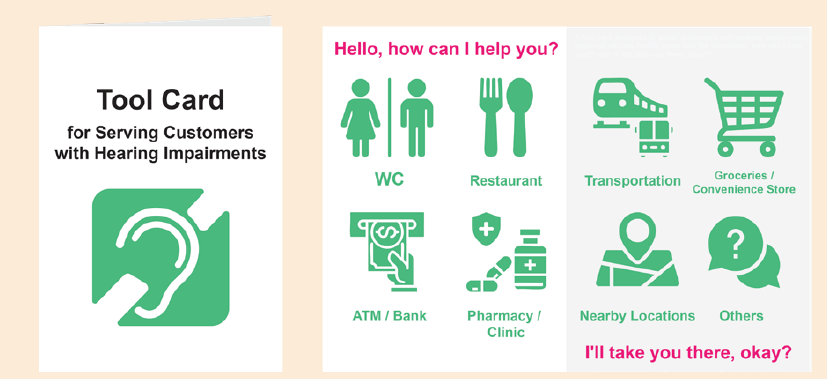 Tool Card
for Serving Customers
with Hearing Impairments
Hello, how can I help you?
WC
Restaurant
Transportation
Groceries /
Convenience Store
$
?
ATM / Bank
Pharmacy /
Clinic
Nearby Locations
Others
I'll take you there, okay?